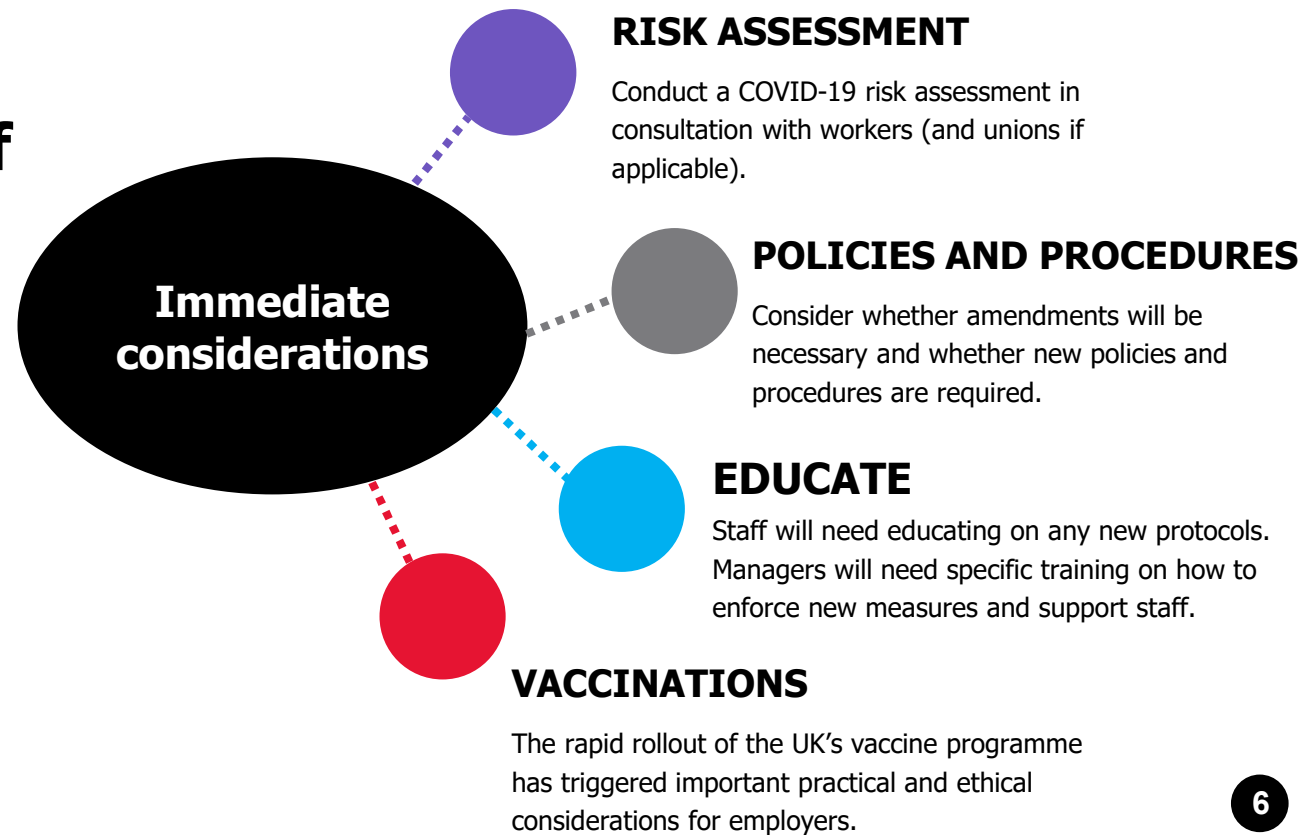 f
RISK ASSESSMENT
Conduct a COVID-19 risk assessment in
consultation with workers (and unions if
applicable).
Immediate
considerations
POLICIES AND PROCEDURES
Consider whether amendments will be
necessary and whether new policies and
procedures are required.
EDUCATE
Staff will need educating on any new protocols.
Managers will need specific training on how to
enforce new measures and support staff.
VACCINATIONS
The rapid rollout of the UK’s vaccine programme
has triggered important practical and ethical
considerations for employers.
6